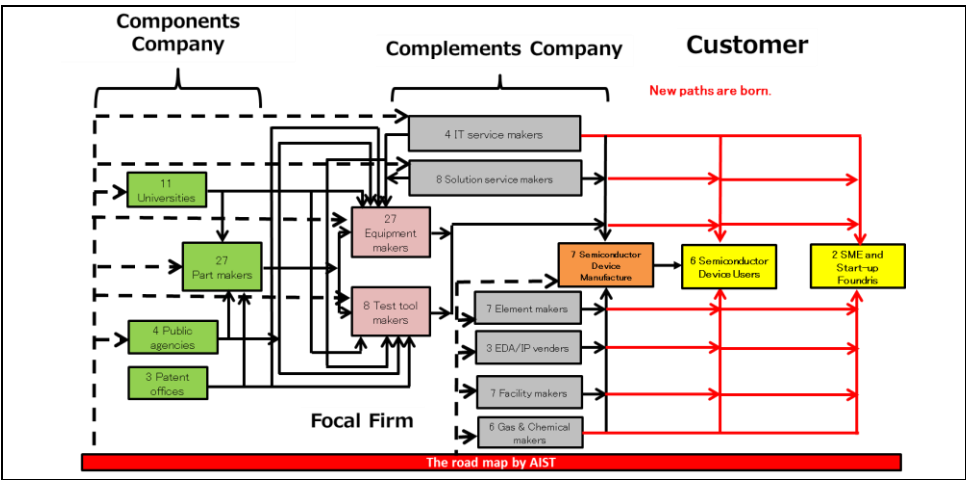 Components
Company
Complements Company
Customer
New paths are born.
4 IT service makers
8 Solution service makers
11
Universities
27
Equipment
makers
27
Part makers
7 Semiconductor
Device
Manufacture
6 Semiconductor
Device Users
2 SME and
Start-up
Foundris
8 Test tool
makers
7 Element makers
4 Public
agencies
3 EDA/IP venders
3 Patent
offices
7 Facility makers
Focal Firm
6 Gas & Chemical
makers
The road map by AIST